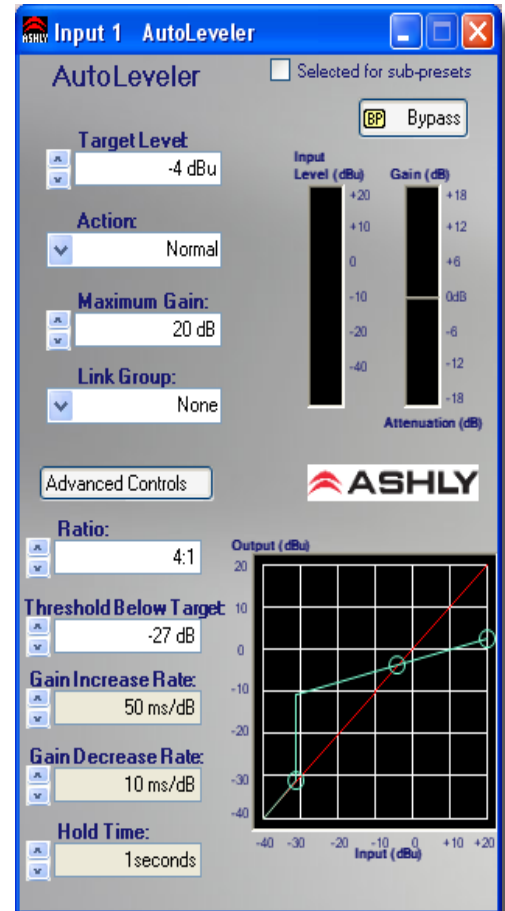 Input 1 AutoLeveler
AutoLeveler
Selected for sub-presets
BP Bypass
Target Level:
-4 dBu
Action:
Normal
Maximum Gain:
20 dB
Link Group:
None
Input
Level (dBu)
+20
+10
0
-10
-20
-40
Gain (dB)
+18
+12
+6
0dB
-6
-12
-18
Attenuation (dB)
Advanced Controls
ASHLY
Ratio:
4:1
Threshold Below Target:
-27 dB
Gain Increase Rate:
50 ms/dB
Gain Decrease Rate:
10 ms/dB
Hold Time:
1seconds
Output (dBu)
20
10
0
-10
-20
-30
-40
-40 -30 -20 -10 0 +10 +20
Input (dBu)